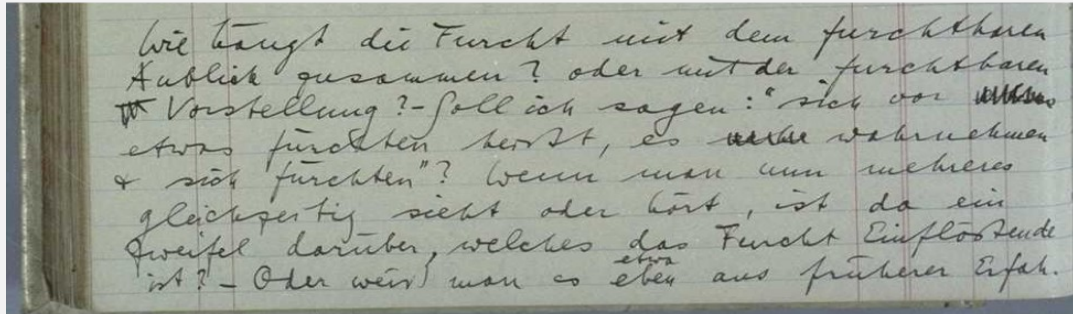 Wie hängt die Furcht mit dem furchtbaren
Anblick zusammen? oder mit der furchtbaren
Vorstellung? – Soll ich sagen: "sich vor
etwas fürchten heißt, es wahrnehmen
& sich fürchten"? Wenn man nun mehreres
gleichzeitig sieht oder hört, ist da ein
Zweifel darüber, welches das Furcht Einflößende
ist? – Oder weiß man es etwa eben aus früherer Erfah-